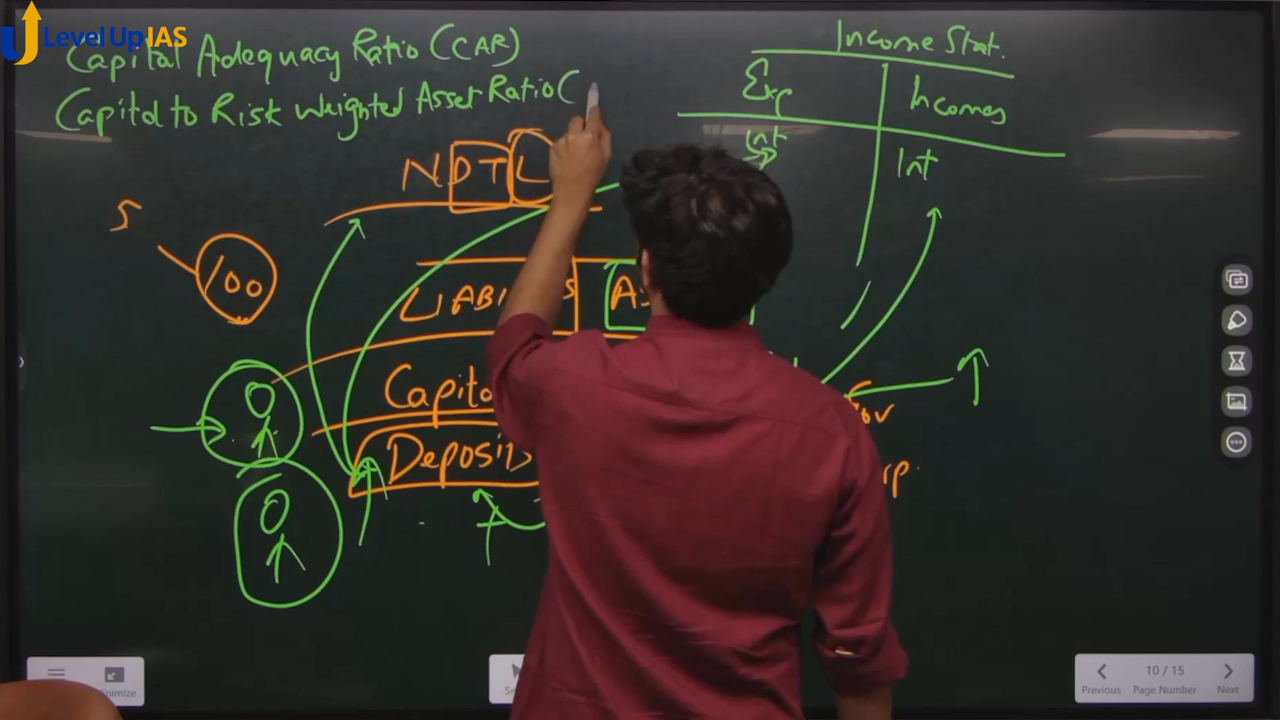 Level Up IAS
Capital Adequacy Ratio (CAR)
Capital to Risk Weighted Asset Ratio (
Income Stat.
Exp Incomes
Int Int
NDTL
5
100
Deposits
Previous 10 / 15 Next
Page Number